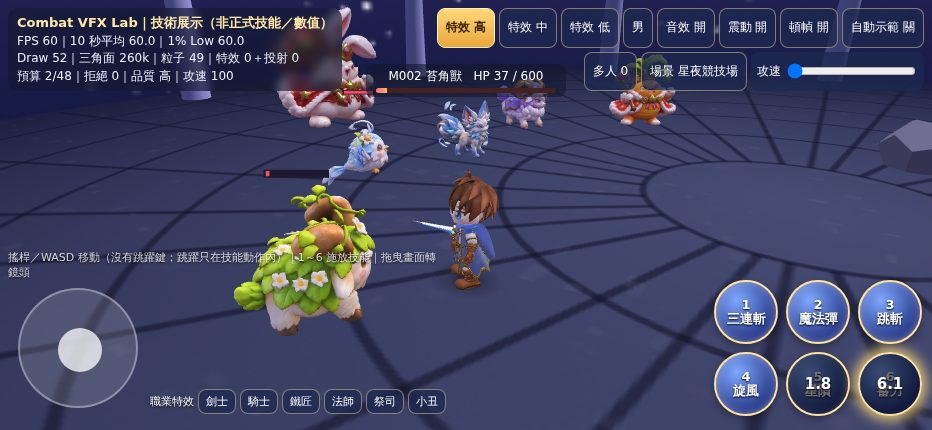 Combat VFX Lab｜技術展示（非正式技能／數值）
FPS 60｜10 秒平均 60.0｜1% Low 60.0
Draw 52｜三角面 260k｜粒子 49｜特效 0＋投射 0
預算 2/48｜拒絕 0｜品質 高｜攻速 100
特效 高
特效 中
特效 低
男
音效 開
震動 開
頓幀 開
自動示範 關
多人 0
場景 星夜競技場
攻速
M002 苔角獸 HP 37 / 600
搖桿／WASD 移動（沒有跳躍鍵；跳躍只在技能動作內）｜1～6 施放技能｜拖曳畫面轉
鏡頭
1
三連斬
2
魔法彈
3
跳斬
4
旋風
5
1.8
星隕
6
6.1
蓄力
職業特效
劍士
騎士
鐵匠
法師
祭司
小丑